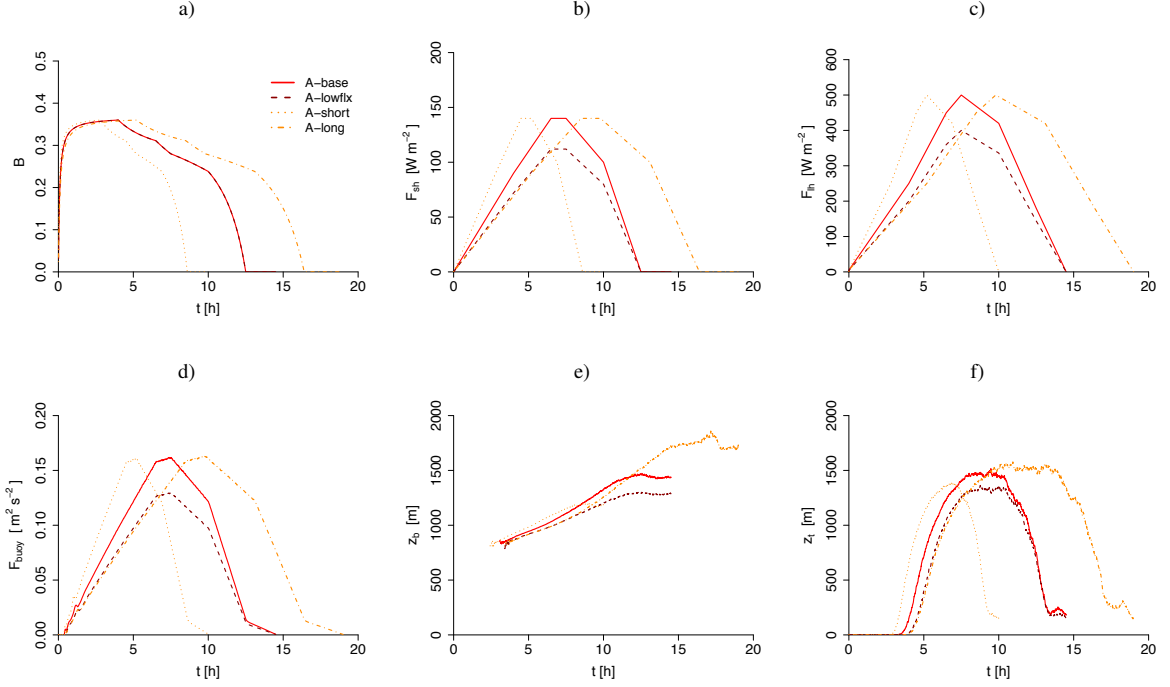 a)
0.0 0.1 0.2 0.3 0.4 0.5
B
0 5 10 15 20
t [h]
A−base
A−lowflx
A−short
A−long
b)
0 50 100 150 200
F_sh [W m⁻²]
0 5 10 15 20
t [h]
c)
0 100 200 300 400 500 600
F_lh [W m⁻²]
0 5 10 15 20
t [h]
d)
0.00 0.05 0.10 0.15 0.20
F_buoy [m² s⁻²]
0 5 10 15 20
t [h]
e)
0 500 1000 1500 2000
z_b [m]
0 5 10 15 20
t [h]
f)
0 500 1000 1500 2000
z_t [m]
0 5 10 15 20
t [h]